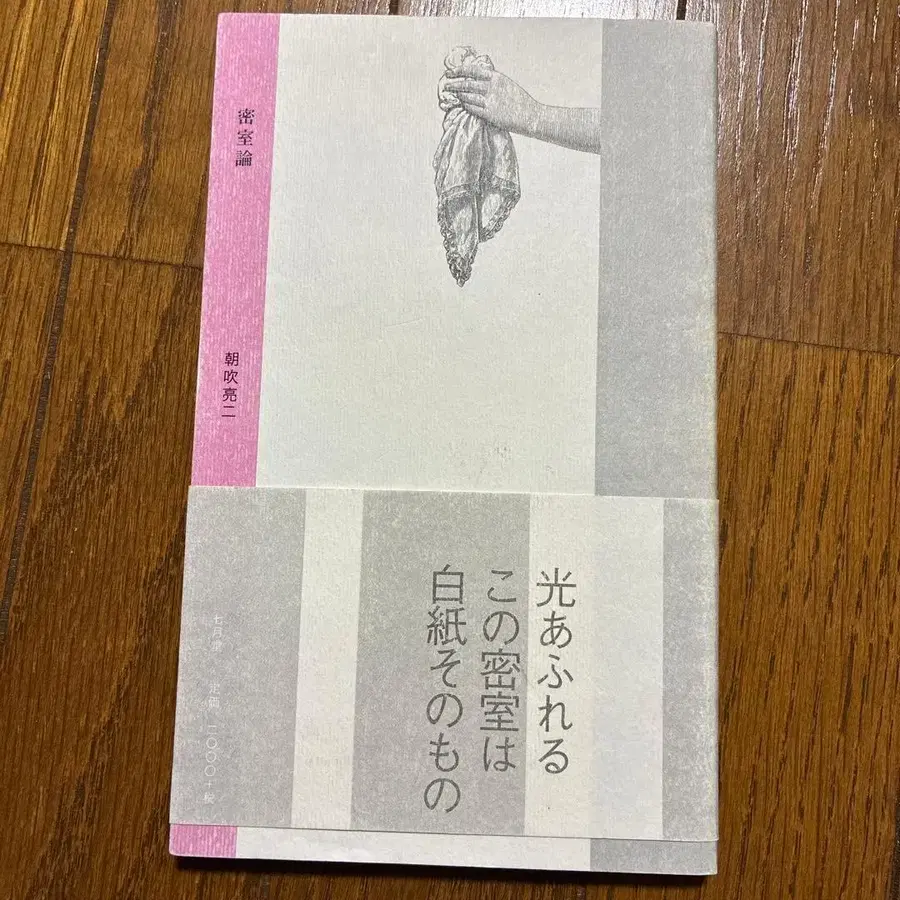 密室論
朝吹亮二
光あふれる
この密室は
白紙そのもの
七月堂
定価